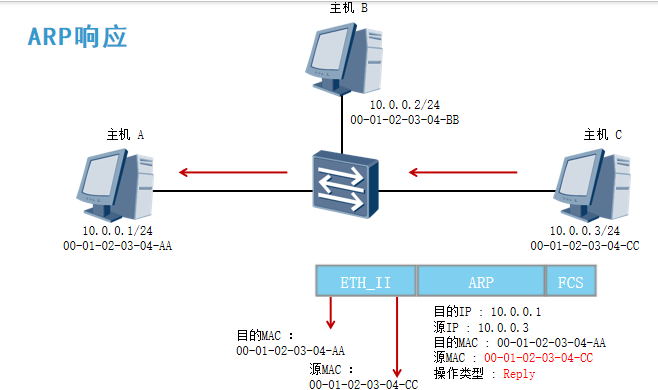 ARP响应
主机 B
10.0.0.2/24
00-01-02-03-04-BB
主机 A
主机 C
10.0.0.1/24
00-01-02-03-04-AA
10.0.0.3/24
00-01-02-03-04-CC
ETH_II ARP FCS
目的MAC :
00-01-02-03-04-AA
源MAC :
00-01-02-03-04-CC
目的IP : 10.0.0.1
源IP : 10.0.0.3
目的MAC : 00-01-02-03-04-AA
源MAC : 00-01-02-03-04-CC
操作类型 : Reply